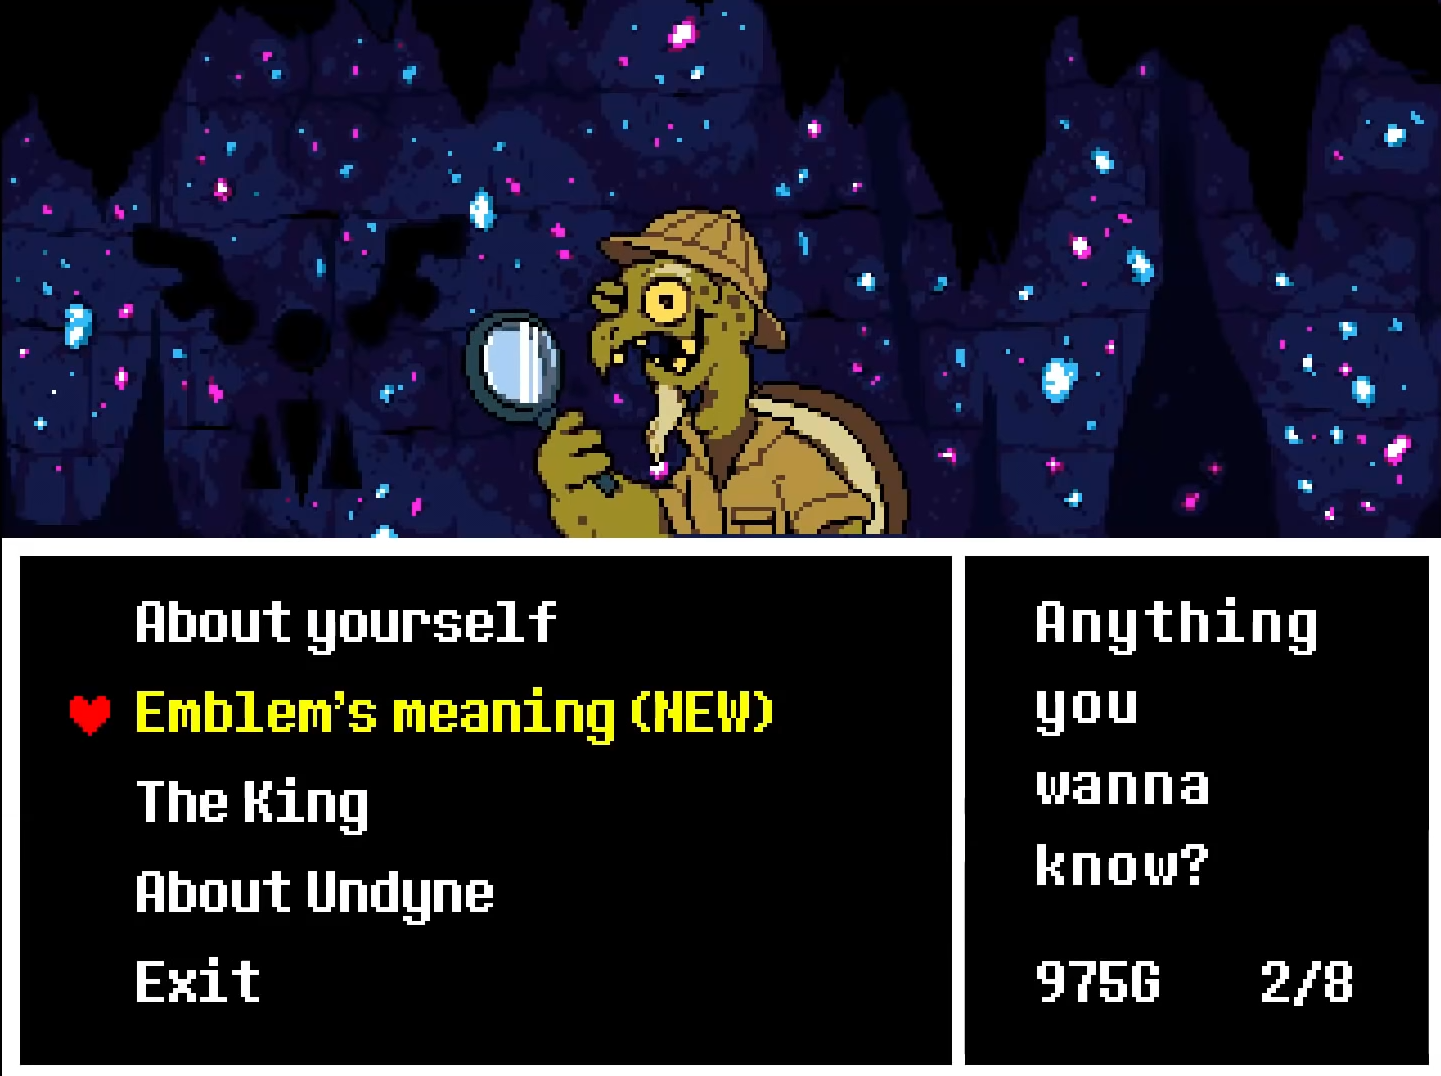 About yourself
Emblem's meaning (NEW)
The King
About Undyne
Exit
Anything
you
wanna
know?
975G 2/8